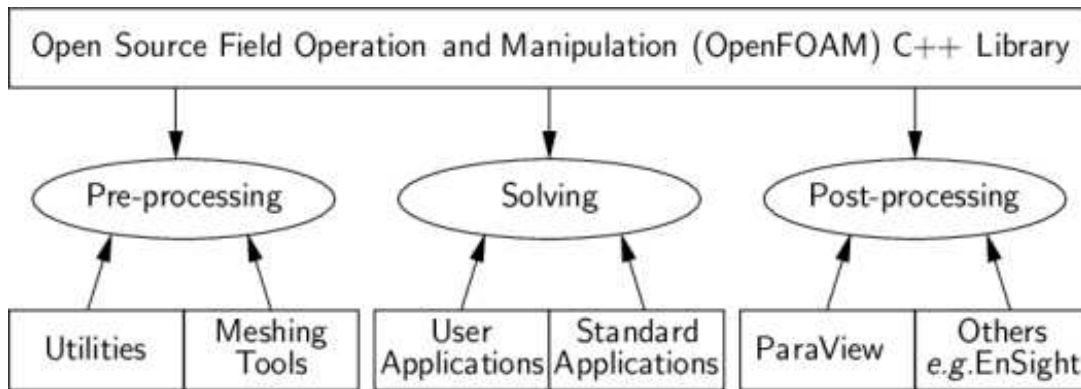 Open Source Field Operation and Manipulation (OpenFOAM) C++ Library
Pre-processing
Solving
Post-processing
Utilities
Meshing
Tools
User
Applications
Standard
Applications
ParaView
Others
e.g.EnSight